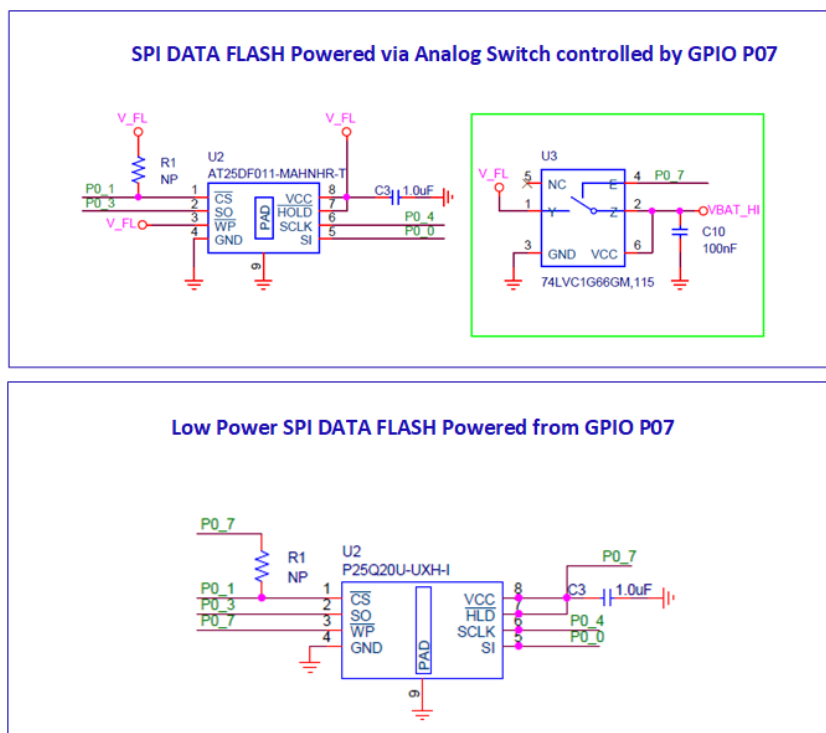 SPI DATA FLASH Powered via Analog Switch controlled by GPIO P07
V_FL
V_FL
R1
NP
U2
AT25DF011-MAHNHR-T
P0_1
P0_3
V_FL
1
2
3
4
CS
SO
WP
GND
PAD
VCC
HOLD
SCLK
SI
8
7
6
5
9
C3
1.0uF
P0_4
P0_0
U3
V_FL
5
NC
E
4
P0_7
1
Y
Z
2
VBAT_HI
3
GND
VCC
6
C10
100nF
74LVC1G66GM,115
Low Power SPI DATA FLASH Powered from GPIO P07
P0_7
R1
NP
U2
P25Q20U-UXH-I
P0_7
P0_1
P0_3
P0_7
1
2
3
4
CS
SO
WP
GND
PAD
VCC
HLD
SCLK
SI
8
7
6
5
9
C3
1.0uF
P0_4
P0_0